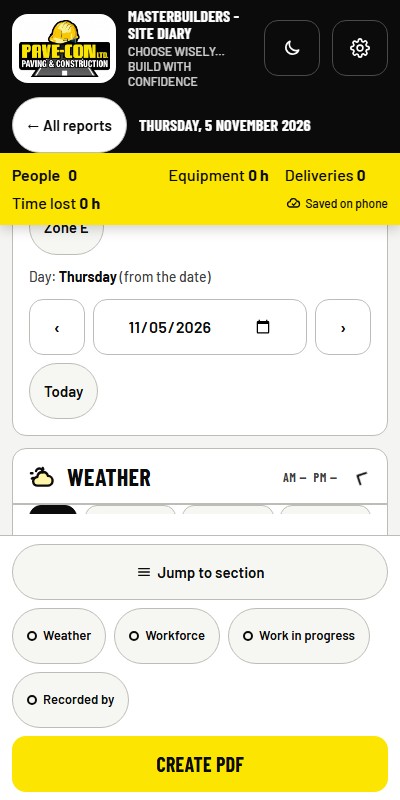 PAVE-CON LTD.
PAVING & CONSTRUCTION
MASTERBUILDERS -
SITE DIARY
CHOOSE WISELY...
BUILD WITH
CONFIDENCE
← All reports
THURSDAY, 5 NOVEMBER 2026
People 0
Equipment 0 h
Deliveries 0
Time lost 0 h
Saved on phone
Zone E
Day: Thursday (from the date)
‹
11/05/2026
›
Today
WEATHER
AM – PM –
Jump to section
Weather
Workforce
Work in progress
Recorded by
CREATE PDF